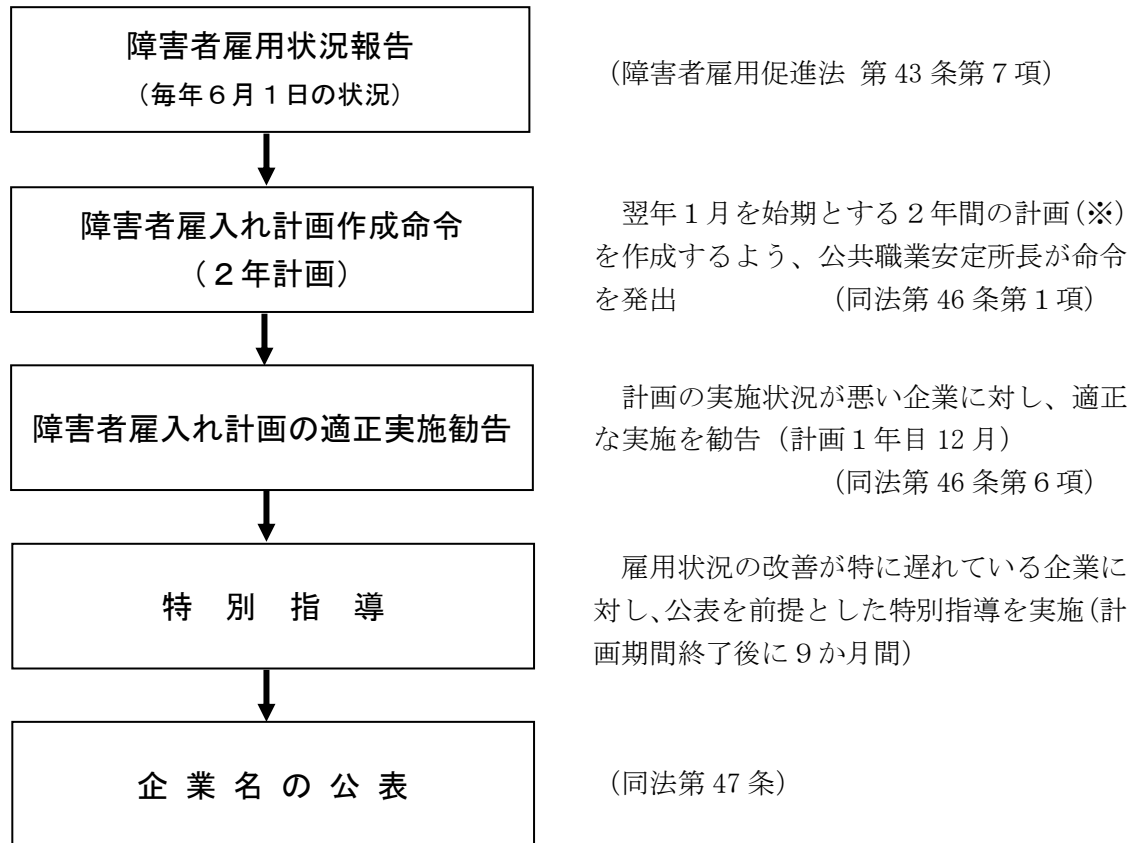 障害者雇用状況報告
(毎年6月1日の状況)
(障害者雇用促進法 第43条第7項)
障害者雇入れ計画作成命令
(2年計画)
翌年1月を始期とする2年間の計画(※)
を作成するよう、公共職業安定所長が命令
を発出 (同法第46条第1項)
障害者雇入れ計画の適正実施勧告
計画の実施状況が悪い企業に対し、適正
な実施を勧告(計画1年目12月)
(同法第46条第6項)
特 別 指 導
雇用状況の改善が特に遅れている企業に
対し、公表を前提とした特別指導を実施(計
画期間終了後に9か月間)
企 業 名 の 公 表
(同法第47条)